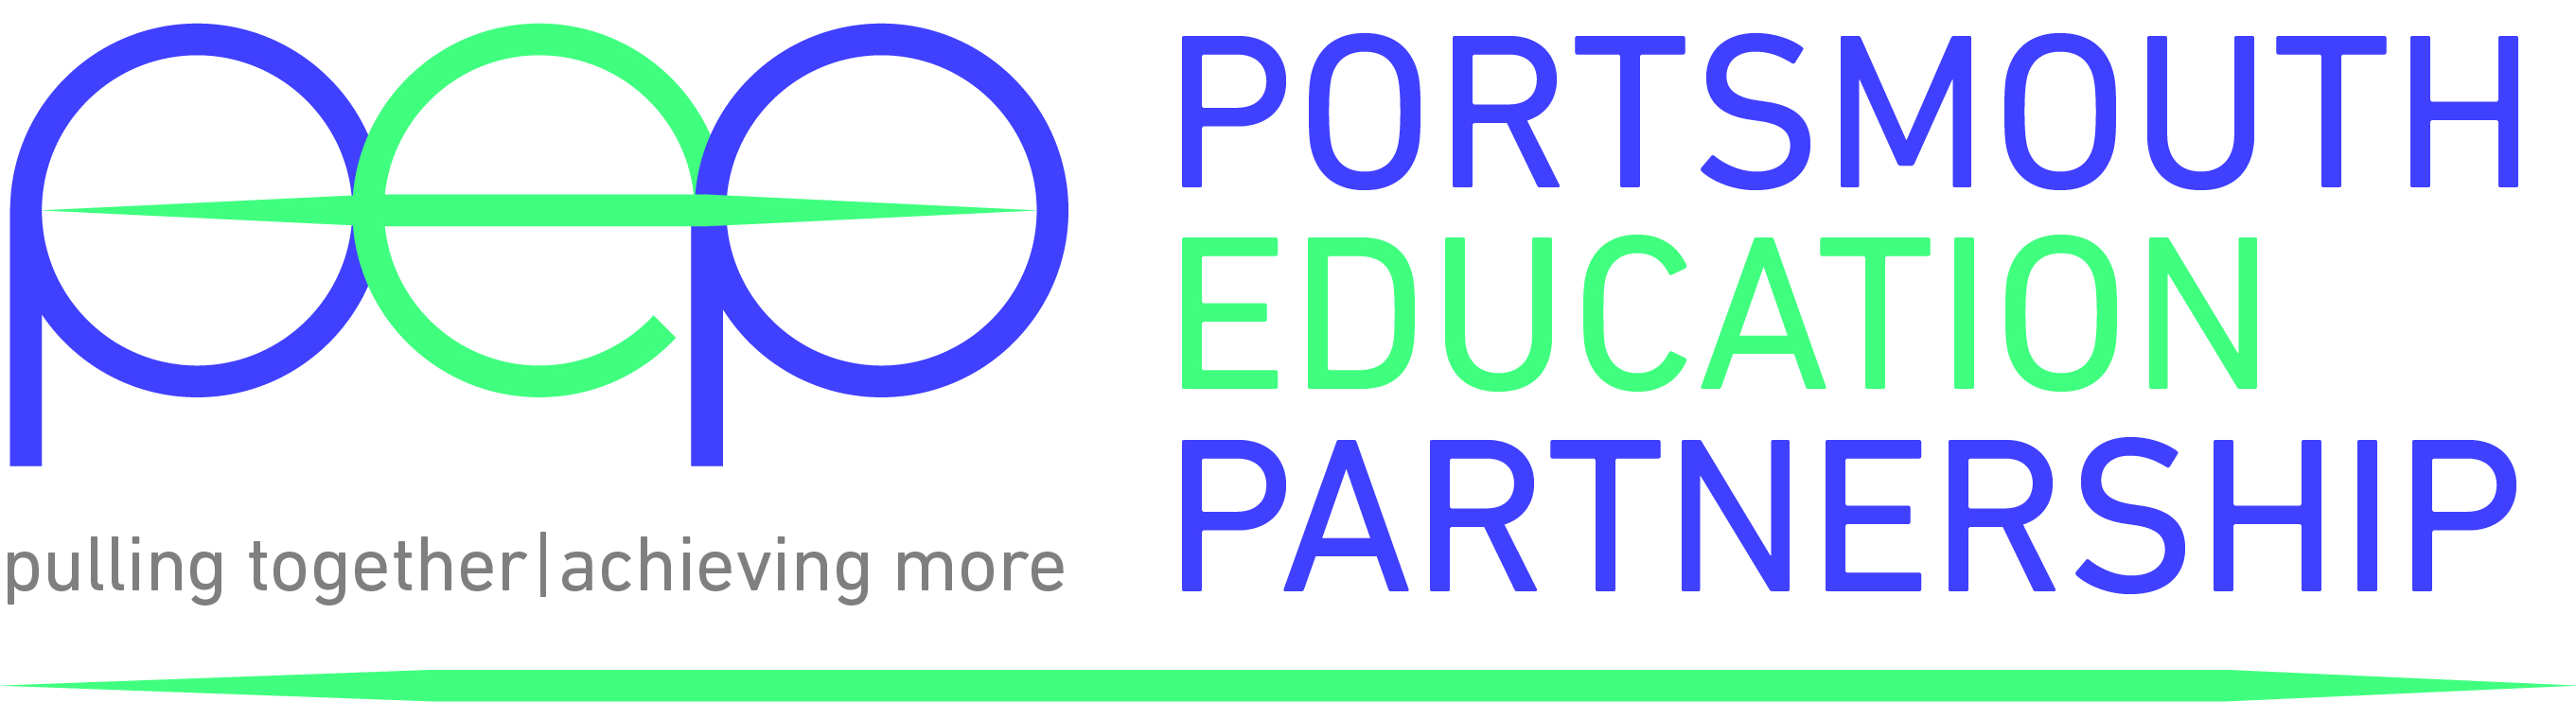 pep
pulling together|achieving more
PORTSMOUTH
EDUCATION
PARTNERSHIP